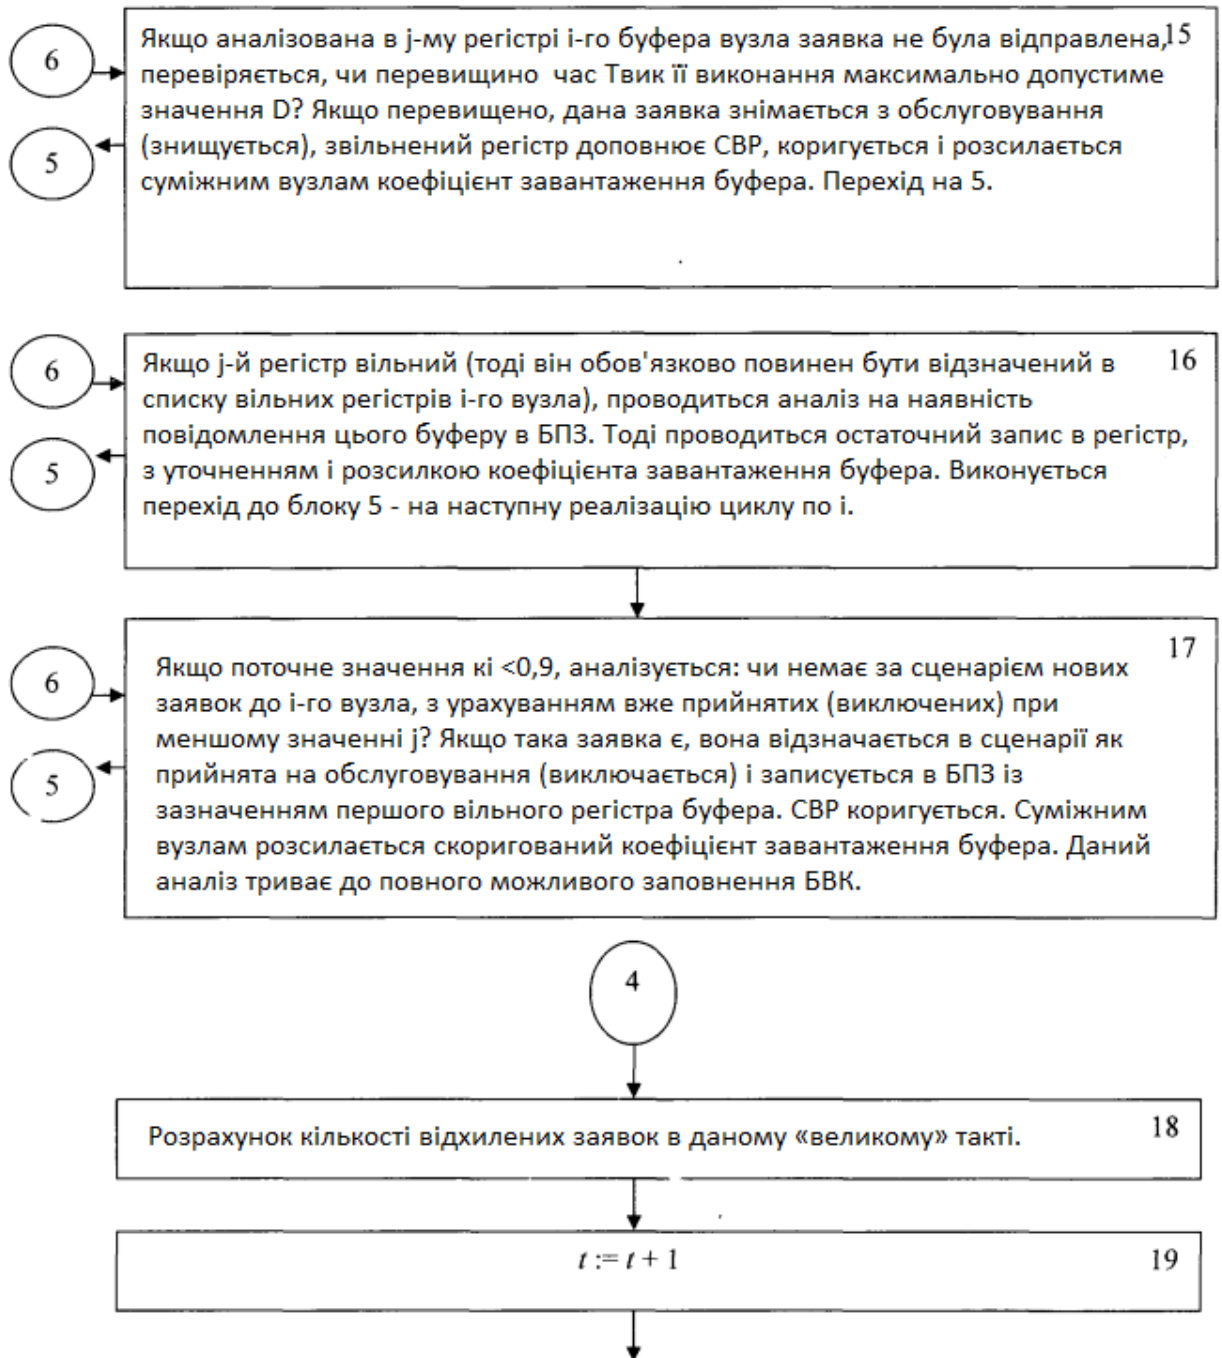 6
5
15
Якщо аналізована в j-му регістрі i-го буфера вузла заявка не була відправлена,
перевіряється, чи перевищино  час Твик її виконання максимально допустиме
значення D? Якщо перевищено, дана заявка знімається з обслуговування
(знищується), звільнений регістр доповнює СВР, коригується і розсилається
суміжним вузлам коефіцієнт завантаження буфера. Перехід на 5.
6
5
16
Якщо j-й регістр вільний (тоді він обов'язково повинен бути відзначений в
списку вільних регістрів i-го вузла), проводиться аналіз на наявність
повідомлення цього буферу в БПЗ. Тоді проводиться остаточний запис в регістр,
з уточненням і розсилкою коефіцієнта завантаження буфера. Виконується
перехід до блоку 5 - на наступну реалізацію циклу по i.
6
5
17
Якщо поточне значення кі <0,9, аналізується: чи немає за сценарієм нових
заявок до i-го вузла, з урахуванням вже прийнятих (виключених) при
меншому значенні j? Якщо така заявка є, вона відзначається в сценарії як
прийнята на обслуговування (виключається) і записується в БПЗ із
зазначенням першого вільного регістра буфера. СВР коригується. Суміжним
вузлам розсилається скоригований коефіцієнт завантаження буфера. Даний
аналіз триває до повного можливого заповнення БВК.
4
18
Розрахунок кількості відхилених заявок в даному «великому» такті.
t := t + 1
19